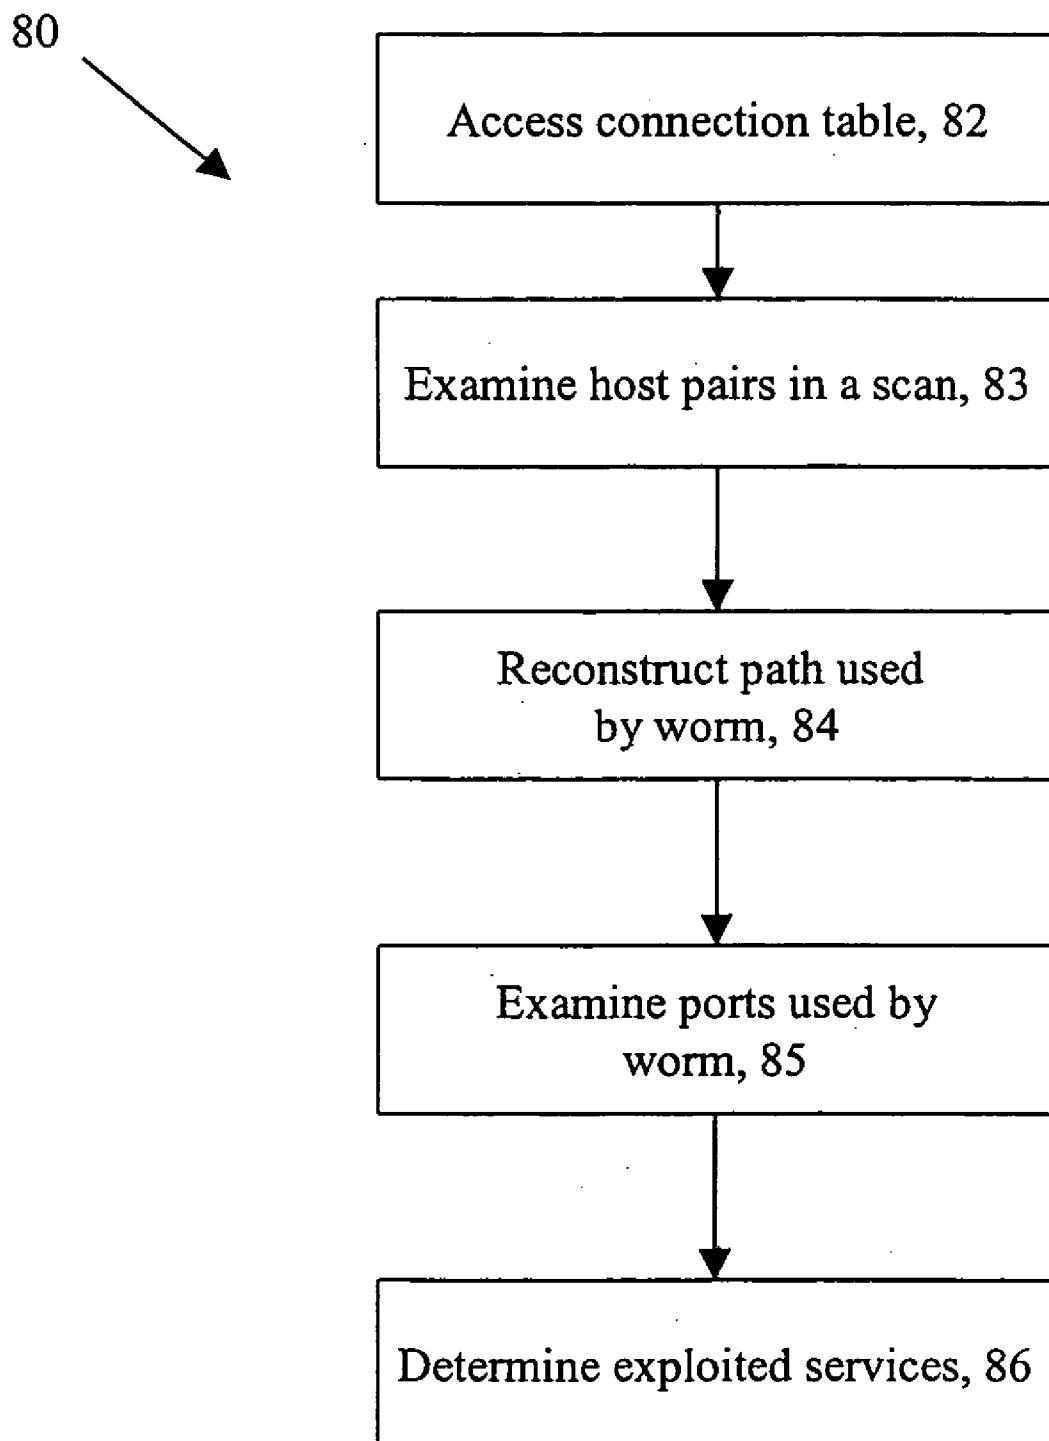 80
Access connection table, 82
Examine host pairs in a scan, 83
Reconstruct path used
by worm, 84
Examine ports used by
worm, 85
Determine exploited services, 86